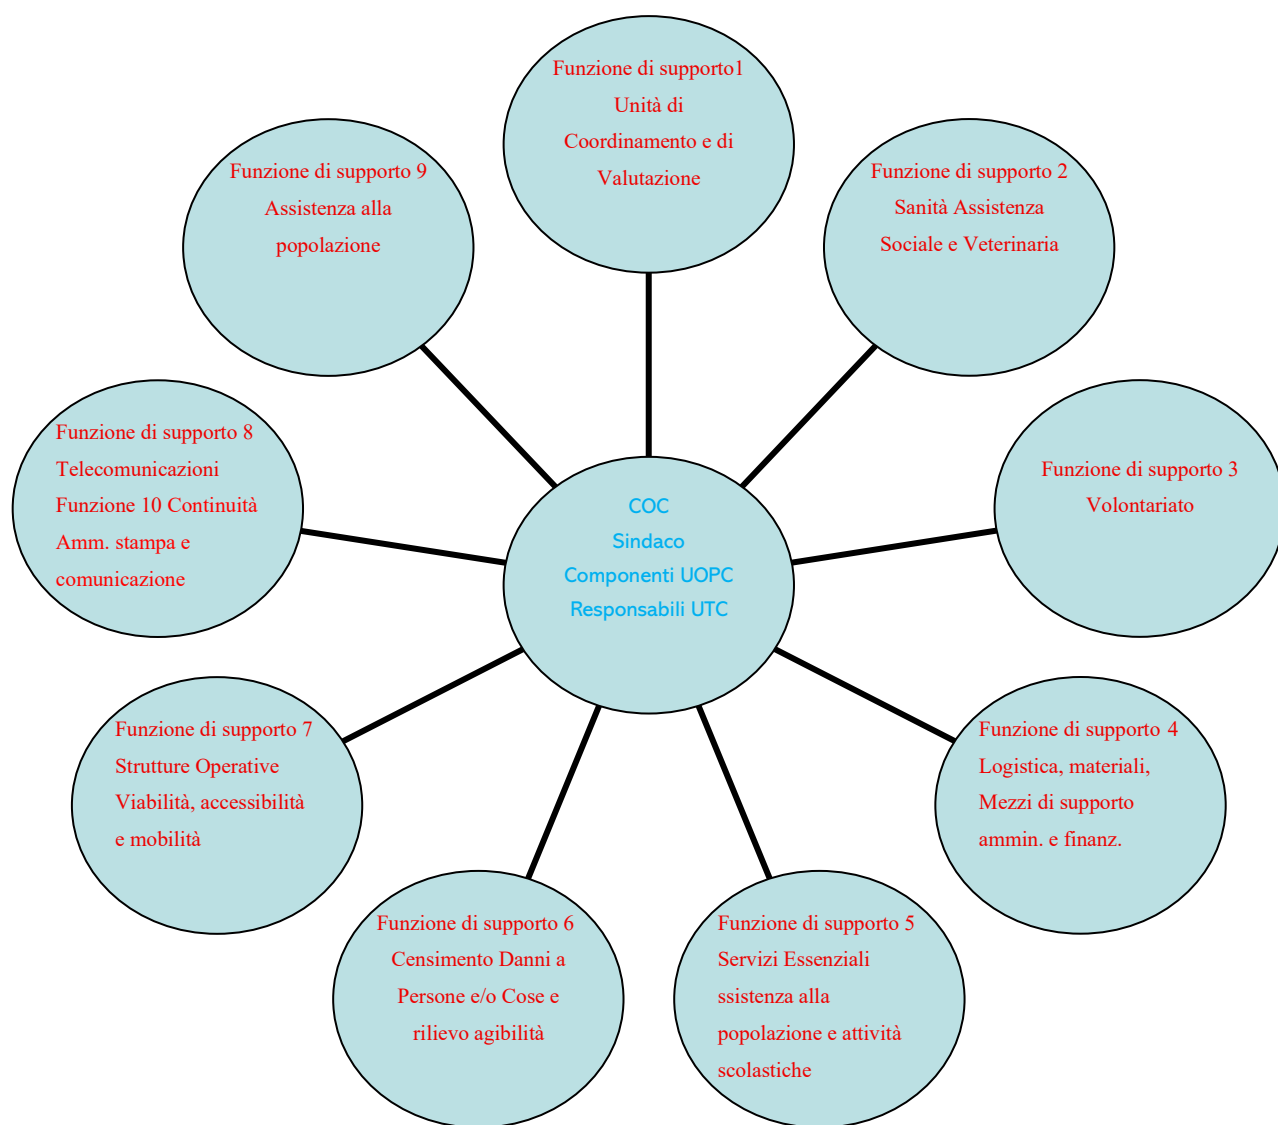 Funzione di supporto1
Unità di
Coordinamento e di
Valutazione
Funzione di supporto 2
Sanità Assistenza
Sociale e Veterinaria
Funzione di supporto 3
Volontariato
Funzione di supporto 4
Logistica, materiali,
Mezzi di supporto
ammin. e finanz.
Funzione di supporto 5
Servizi Essenziali
ssistenza alla
popolazione e attività
scolastiche
Funzione di supporto 6
Censimento Danni a
Persone e/o Cose e
rilievo agibilità
Funzione di supporto 7
Strutture Operative
Viabilità, accessibilità
e mobilità
Funzione di supporto 8
Telecomunicazioni
Funzione 10 Continuità
Amm. stampa e
comunicazione
Funzione di supporto 9
Assistenza alla
popolazione
COC
Sindaco
Componenti UOPC
Responsabili UTC